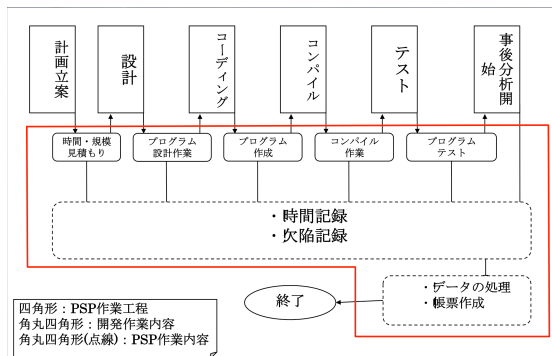 計画立案
設計
コーディング
コンパイル
テスト
事後分析開
始
時間・規模
見積もり
プログラム
設計作業
プログラム
作成
コンパイル
作業
プログラム
テスト
・時間記録
・欠陥記録
・データの処理
・帳票作成
終了
四角形：PSP作業工程
角丸四角形：開発作業内容
角丸四角形(点線)：PSP作業内容